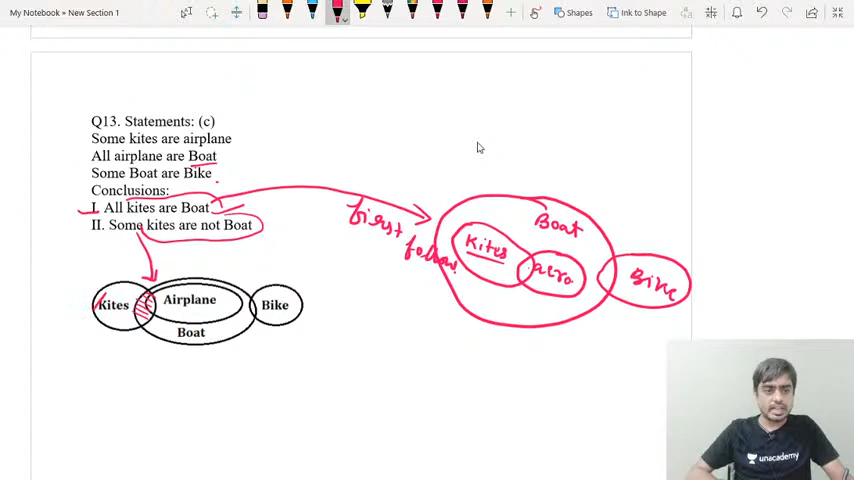 My Notebook » New Section 1
Shapes
Ink to Shape
Q13. Statements: (c)
Some kites are airplane
All airplane are Boat
Some Boat are Bike
Conclusions:
I. All kites are Boat
II. Some kites are not Boat
first
follow
Boat
Kites
aero
Bike
Kites
Airplane
Bike
Boat
unacademy